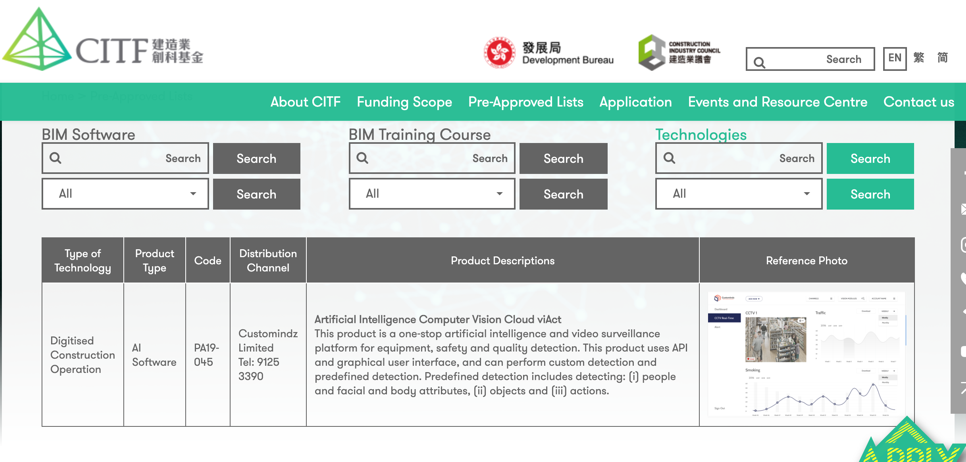 CITF 建造業
創科基金
發展局
Development Bureau
CONSTRUCTION
INDUSTRY COUNCIL
建造業議會
Search
EN 繁 简
About CITF Funding Scope Pre-Approved Lists Application Events and Resource Centre Contact us
BIM Software BIM Training Course Technologies
Search Search Search Search Search Search
All Search All Search All Search
Type of
Technology
Product
Type
Code
Distribution
Channel
Product Descriptions
Reference Photo
Digitised
Construction
Operation
AI
Software
PA19-
045
Customindz
Limited
Tel: 9125
3390
Artificial Intelligence Computer Vision Cloud viAct
This product is a one-stop artificial intelligence and video surveillance
platform for equipment, safety and quality detection. This product uses API
and graphical user interface, and can perform custom detection and
predefined detection. Predefined detection includes detecting: (i) people
and facial and body attributes, (ii) objects and (iii) actions.
CCTV 1
Traffic
Smoking
APPLY